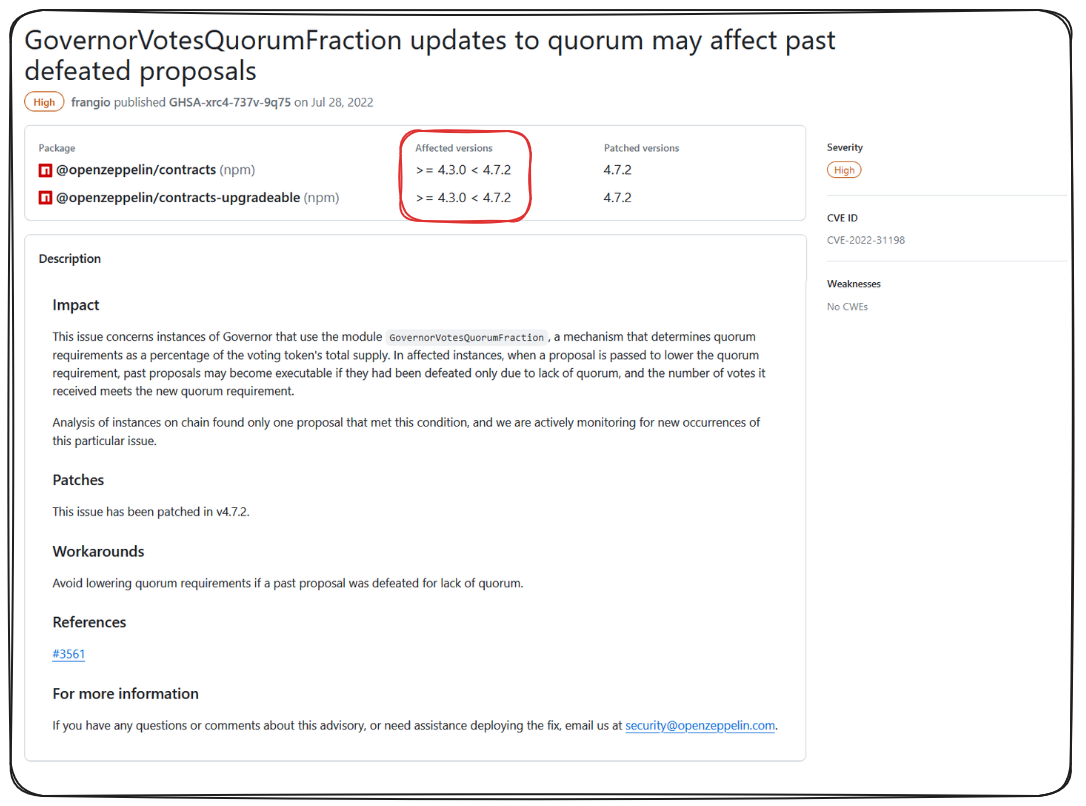 GovernorVotesQuorumFraction updates to quorum may affect past
defeated proposals
High frangio published GHSA-xrc4-737v-9q75 on Jul 28, 2022
Package Affected versions Patched versions
@openzeppelin/contracts (npm) >= 4.3.0 < 4.7.2 4.7.2
@openzeppelin/contracts-upgradeable (npm) >= 4.3.0 < 4.7.2 4.7.2
Severity
High
CVE ID
CVE-2022-31198
Weaknesses
No CWEs
Description
Impact
This issue concerns instances of Governor that use the module GovernorVotesQuorumFraction, a mechanism that determines quorum
requirements as a percentage of the voting token's total supply. In affected instances, when a proposal is passed to lower the quorum
requirement, past proposals may become executable if they had been defeated only due to lack of quorum, and the number of votes it
received meets the new quorum requirement.
Analysis of instances on chain found only one proposal that met this condition, and we are actively monitoring for new occurrences of
this particular issue.
Patches
This issue has been patched in v4.7.2.
Workarounds
Avoid lowering quorum requirements if a past proposal was defeated for lack of quorum.
References
#3561
For more information
If you have any questions or comments about this advisory, or need assistance deploying the fix, email us at security@openzeppelin.com.